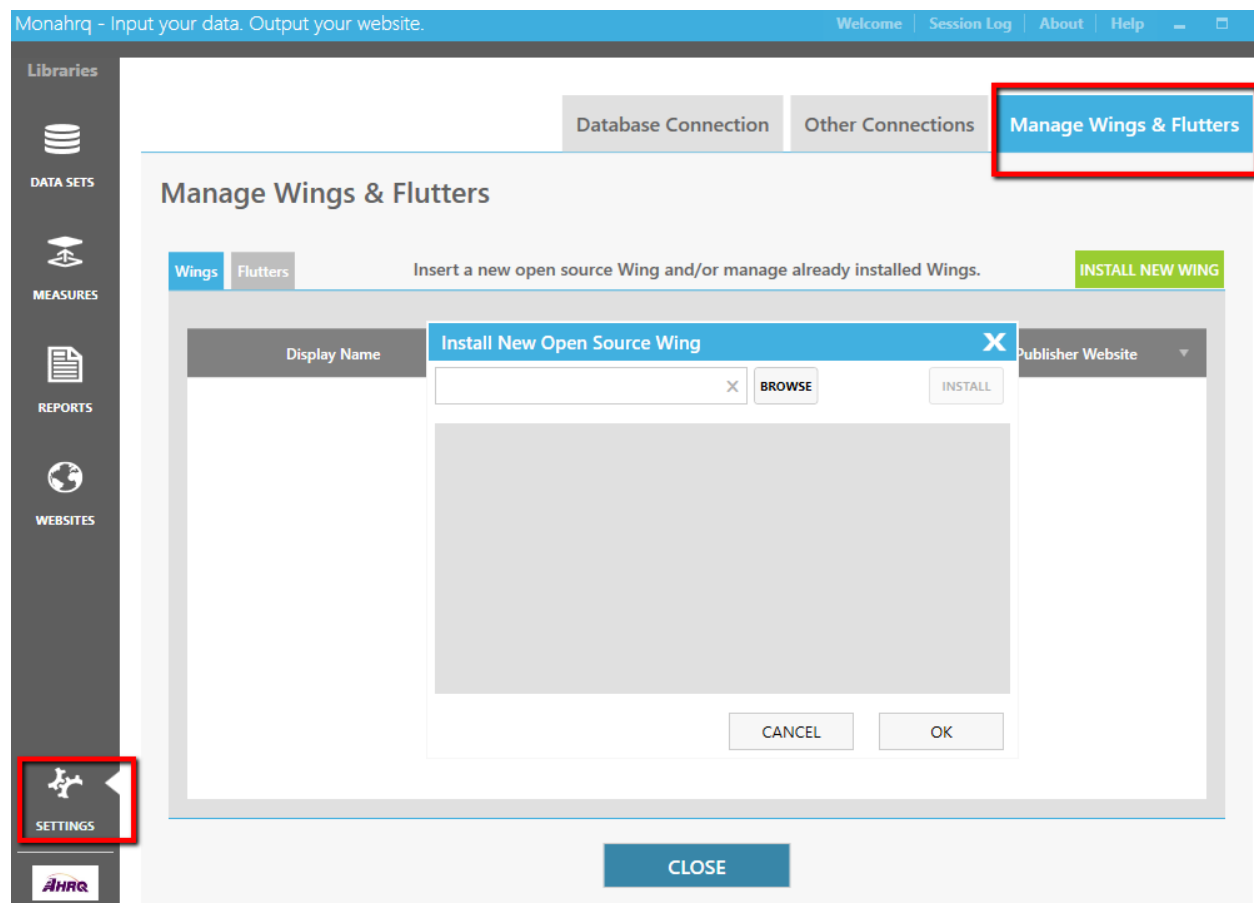 Monahrq - Input your data. Output your website.
Welcome | Session Log | About | Help
Libraries
DATA SETS
MEASURES
REPORTS
WEBSITES
SETTINGS
AHRQ
Database Connection
Other Connections
Manage Wings & Flutters
Manage Wings & Flutters
Wings
Flutters
Insert a new open source Wing and/or manage already installed Wings.
INSTALL NEW WING
Display Name
Publisher Website
Install New Open Source Wing
BROWSE
INSTALL
CANCEL
OK
CLOSE